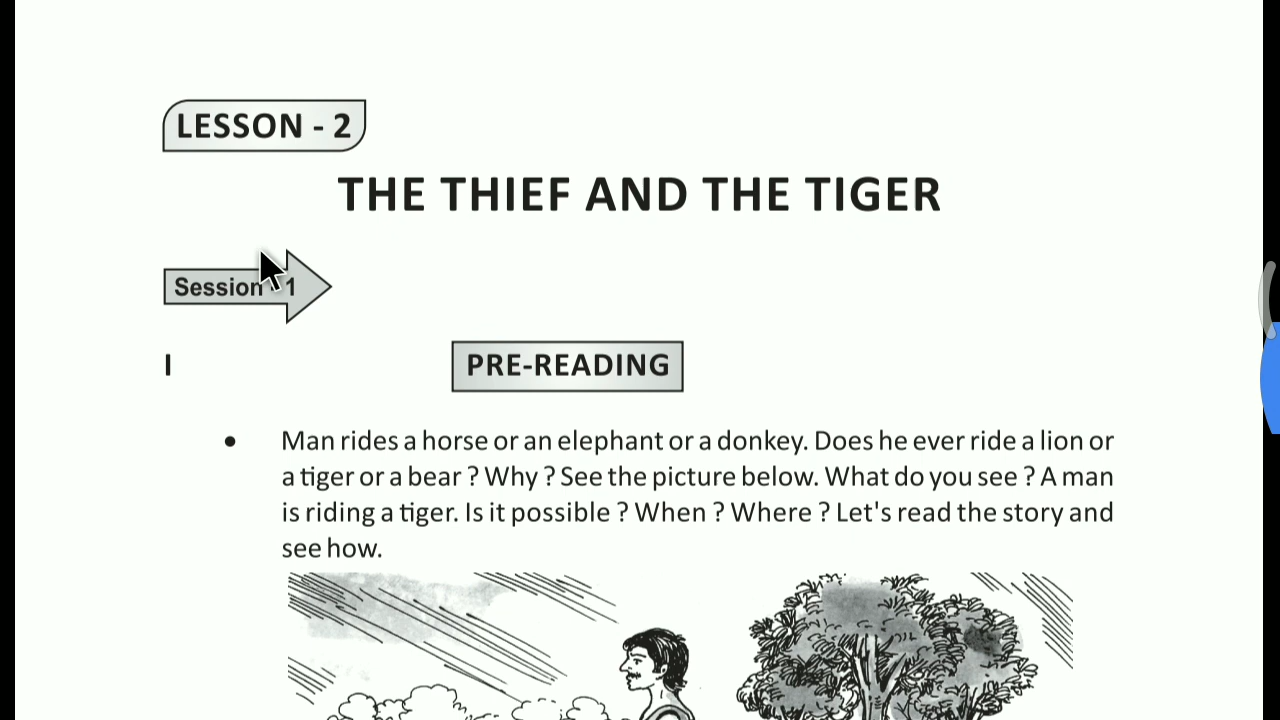 LESSON - 2
THE THIEF AND THE TIGER
Session - 1
I
PRE-READING
• Man rides a horse or an elephant or a donkey. Does he ever ride a lion or
a tiger or a bear ? Why ? See the picture below. What do you see ? A man
is riding a tiger. Is it possible ? When ? Where ? Let's read the story and
see how.